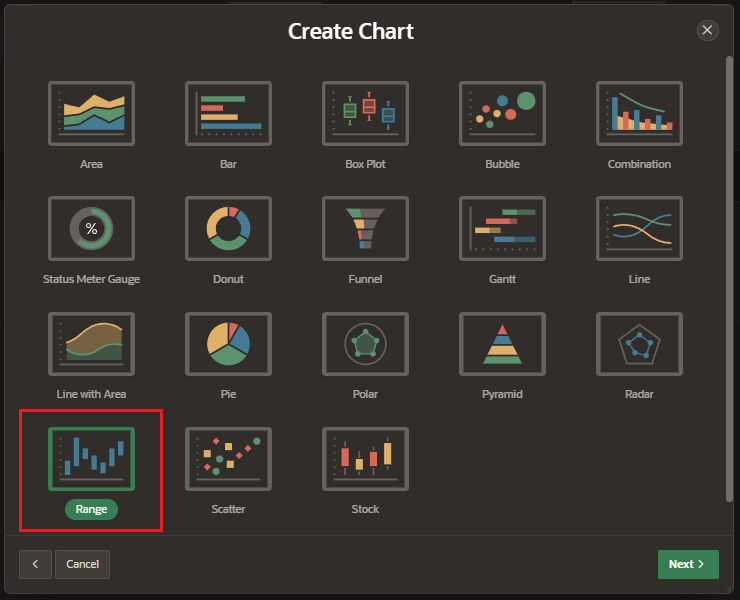 Create Chart
Area
Bar
Box Plot
Bubble
Combination
%
Status Meter Gauge
Donut
Funnel
Gantt
Line
Line with Area
Pie
Polar
Pyramid
Radar
Range
Scatter
Stock
Cancel
Next